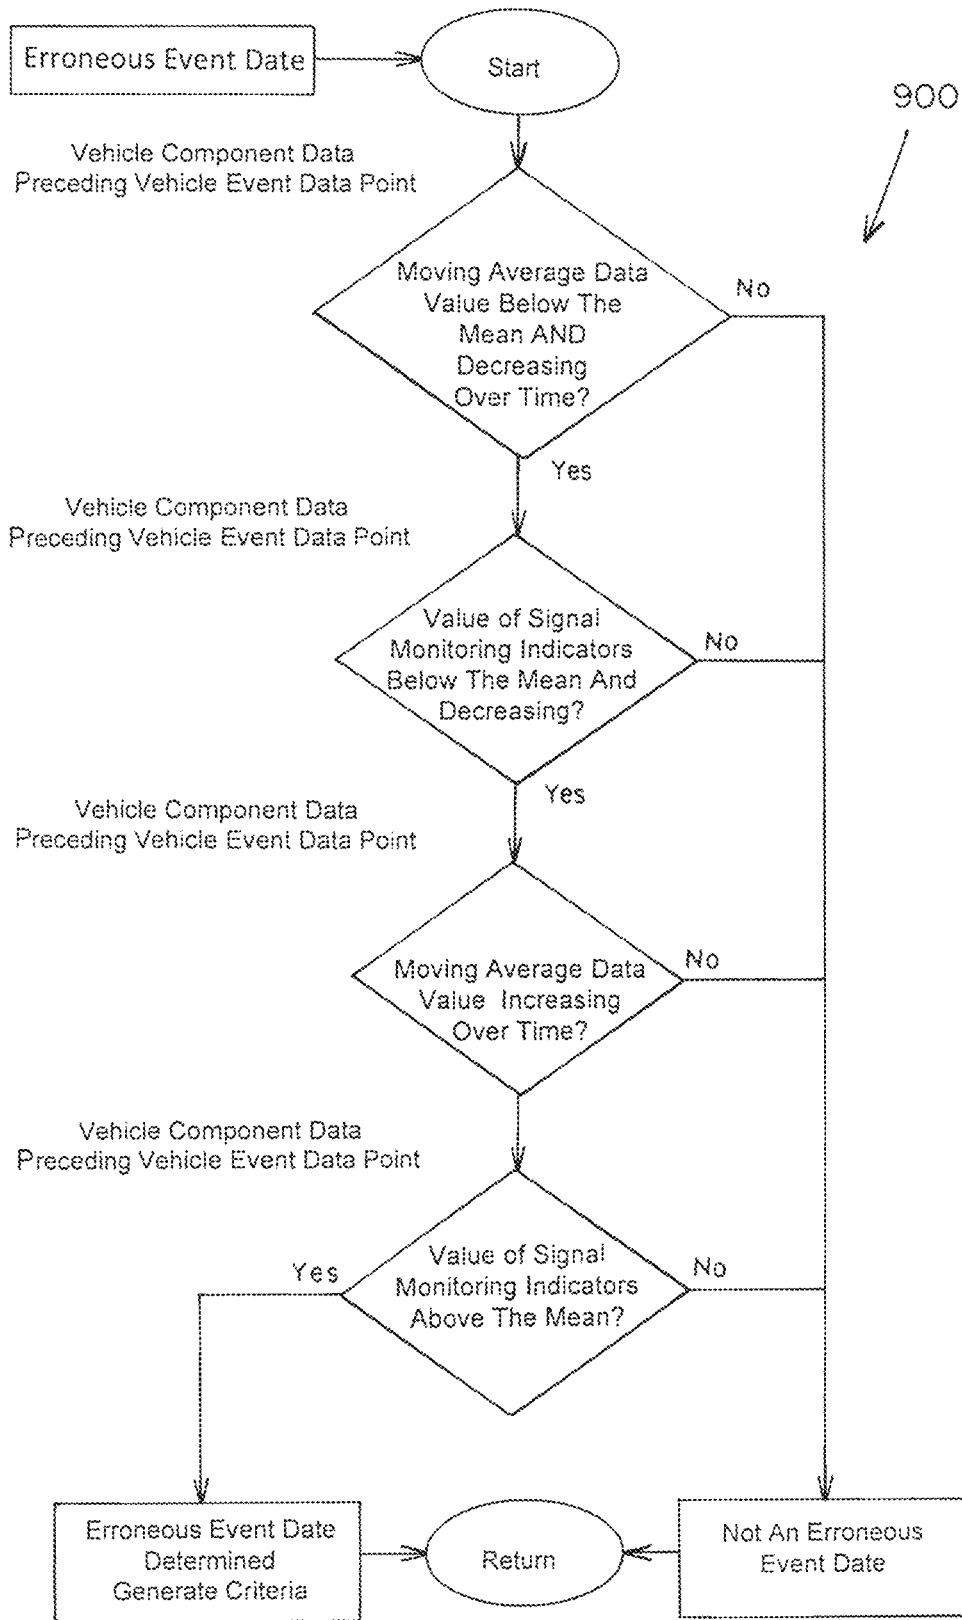 Erroneous Event Date
Start
900
Vehicle Component Data
Preceding Vehicle Event Data Point
Moving Average Data
Value Below The
Mean AND
Decreasing
Over Time?
No
Yes
Vehicle Component Data
Preceding Vehicle Event Data Point
Value of Signal
Monitoring Indicators
Below The Mean And
Decreasing?
No
Yes
Vehicle Component Data
Preceding Vehicle Event Data Point
Moving Average Data
Value Increasing
Over Time?
No
Vehicle Component Data
Preceding Vehicle Event Data Point
Value of Signal
Monitoring Indicators
Above The Mean?
Yes
No
Erroneous Event Date
Determined
Generate Criteria
Return
Not An Erroneous
Event Date